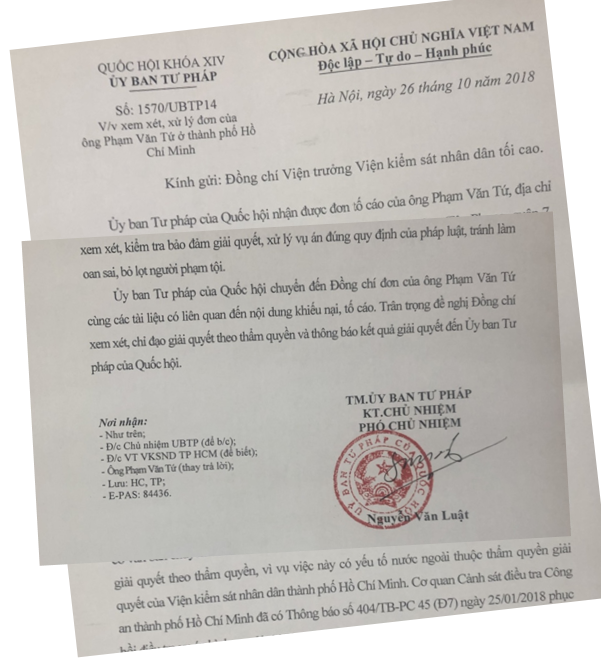 QUỐC HỘI KHÓA XIV
ỦY BAN TƯ PHÁP
CỘNG HÒA XÃ HỘI CHỦ NGHĨA VIỆT NAM
Độc lập – Tự do – Hạnh phúc
Số: 1570/UBTP14
V/v xem xét, xử lý đơn của
ông Phạm Văn Tứ ở thành phố Hồ
Chí Minh
Hà Nội, ngày 26 tháng 10 năm 2018
Kính gửi: Đồng chí Viện trưởng Viện kiểm sát nhân dân tối cao.
Ủy ban Tư pháp của Quốc hội nhận được đơn tố cáo của ông Phạm Văn Tứ, địa chỉ
xem xét, kiểm tra bảo đảm giải quyết, xử lý vụ án đúng quy định của pháp luật, tránh làm
oan sai, bỏ lọt người phạm tội.
Ủy ban Tư pháp của Quốc hội chuyển đến Đồng chí đơn của ông Phạm Văn Tứ
cùng các tài liệu có liên quan đến nội dung khiếu nại, tố cáo. Trân trọng đề nghị Đồng chí
xem xét, chỉ đạo giải quyết theo thẩm quyền và thông báo kết quả giải quyết đến Ủy ban Tư
pháp của Quốc hội.
TM.ỦY BAN TƯ PHÁP
KT.CHỦ NHIỆM
PHÓ CHỦ NHIỆM
Nơi nhận:
- Như trên;
- Đ/c Chủ nhiệm UBTP (để b/c);
- Đ/c VT VKSND TP HCM (để biết);
- Ông Phạm Văn Tứ (thay trả lời);
- Lưu: HC, TP;
- E-PAS: 84436.
ỦY BAN TƯ PHÁP CỦA QUỐC HỘI
Nguyễn Văn Luật
giải quyết theo thẩm quyền, vì vụ việc này có yếu tố nước ngoài thuộc thẩm quyền giải
quyết của Viện kiểm sát nhân dân thành phố Hồ Chí Minh. Cơ quan Cảnh sát điều tra Công
an thành phố Hồ Chí Minh đã có Thông báo số 404/TB-PC 45 (Đ7) ngày 25/01/2018 phục